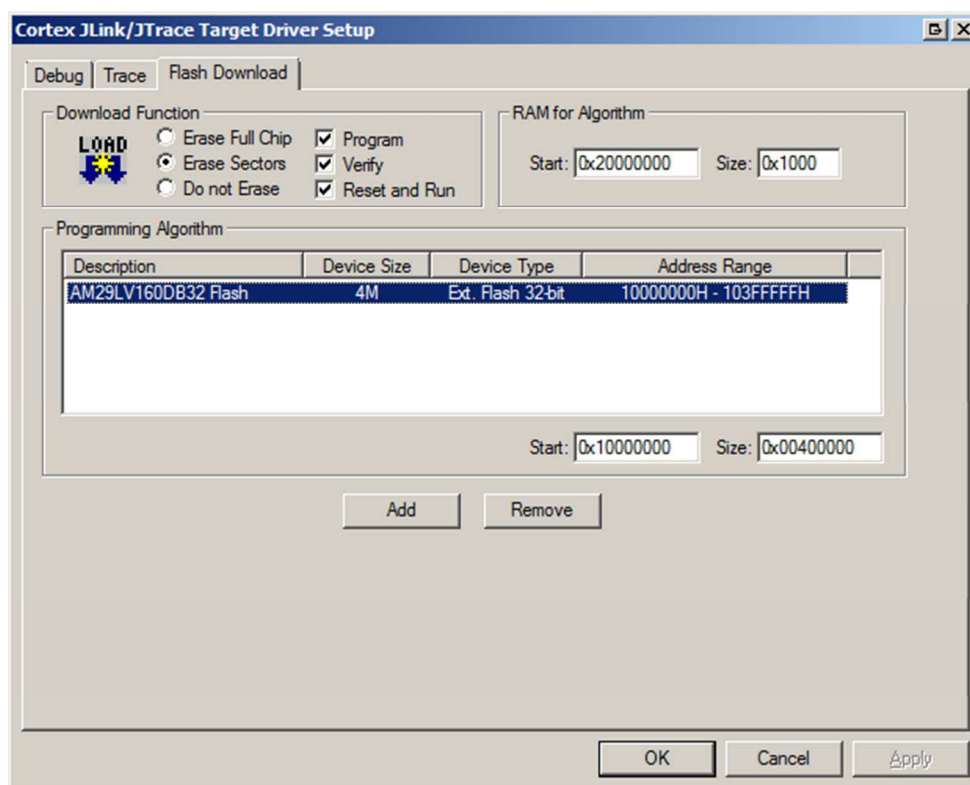 Cortex JLink/JTrace Target Driver Setup
Debug Trace Flash Download
Download Function
LOAD
Erase Full Chip
Erase Sectors
Do not Erase
Program
Verify
Reset and Run
RAM for Algorithm
Start: 0x20000000 Size: 0x1000
Programming Algorithm
Description Device Size Device Type Address Range
AM29LV160DB32 Flash 4M Ext. Flash 32-bit 10000000H - 103FFFFFH
Start: 0x10000000 Size: 0x00400000
Add Remove
OK Cancel Apply